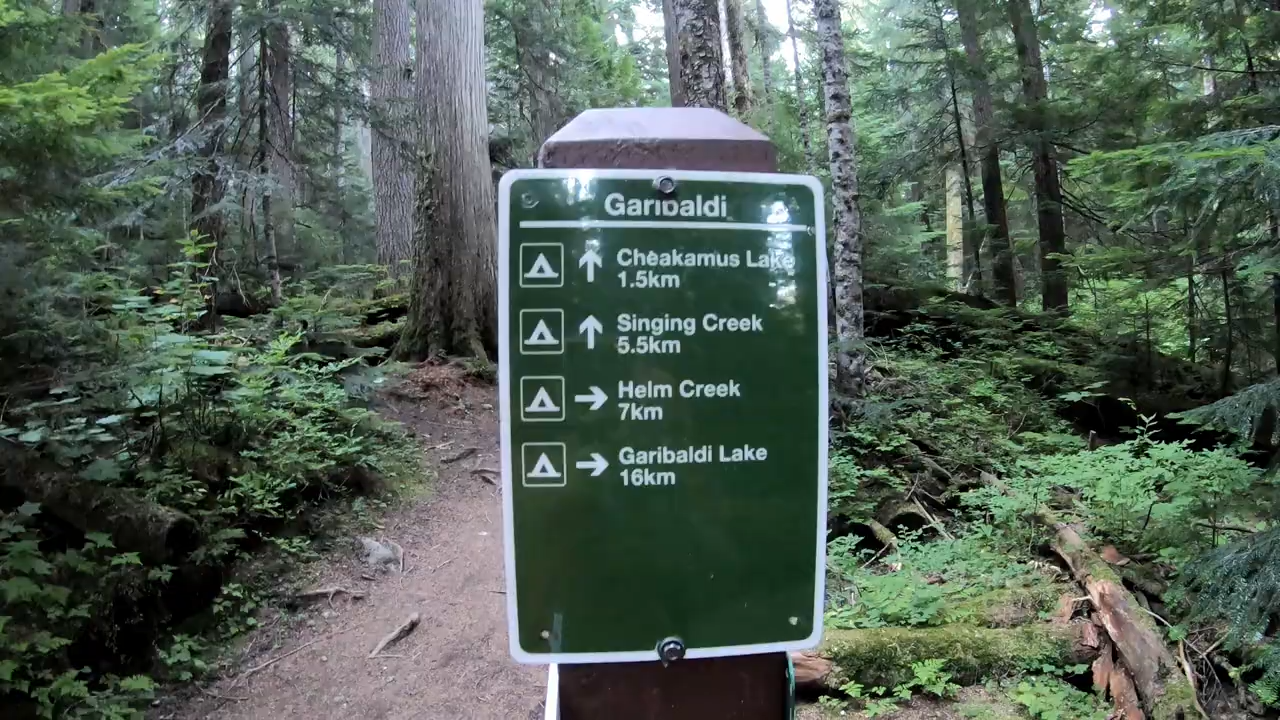 Garibaldi
Cheakamus Lake
1.5km
Singing Creek
5.5km
Helm Creek
7km
Garibaldi Lake
16km